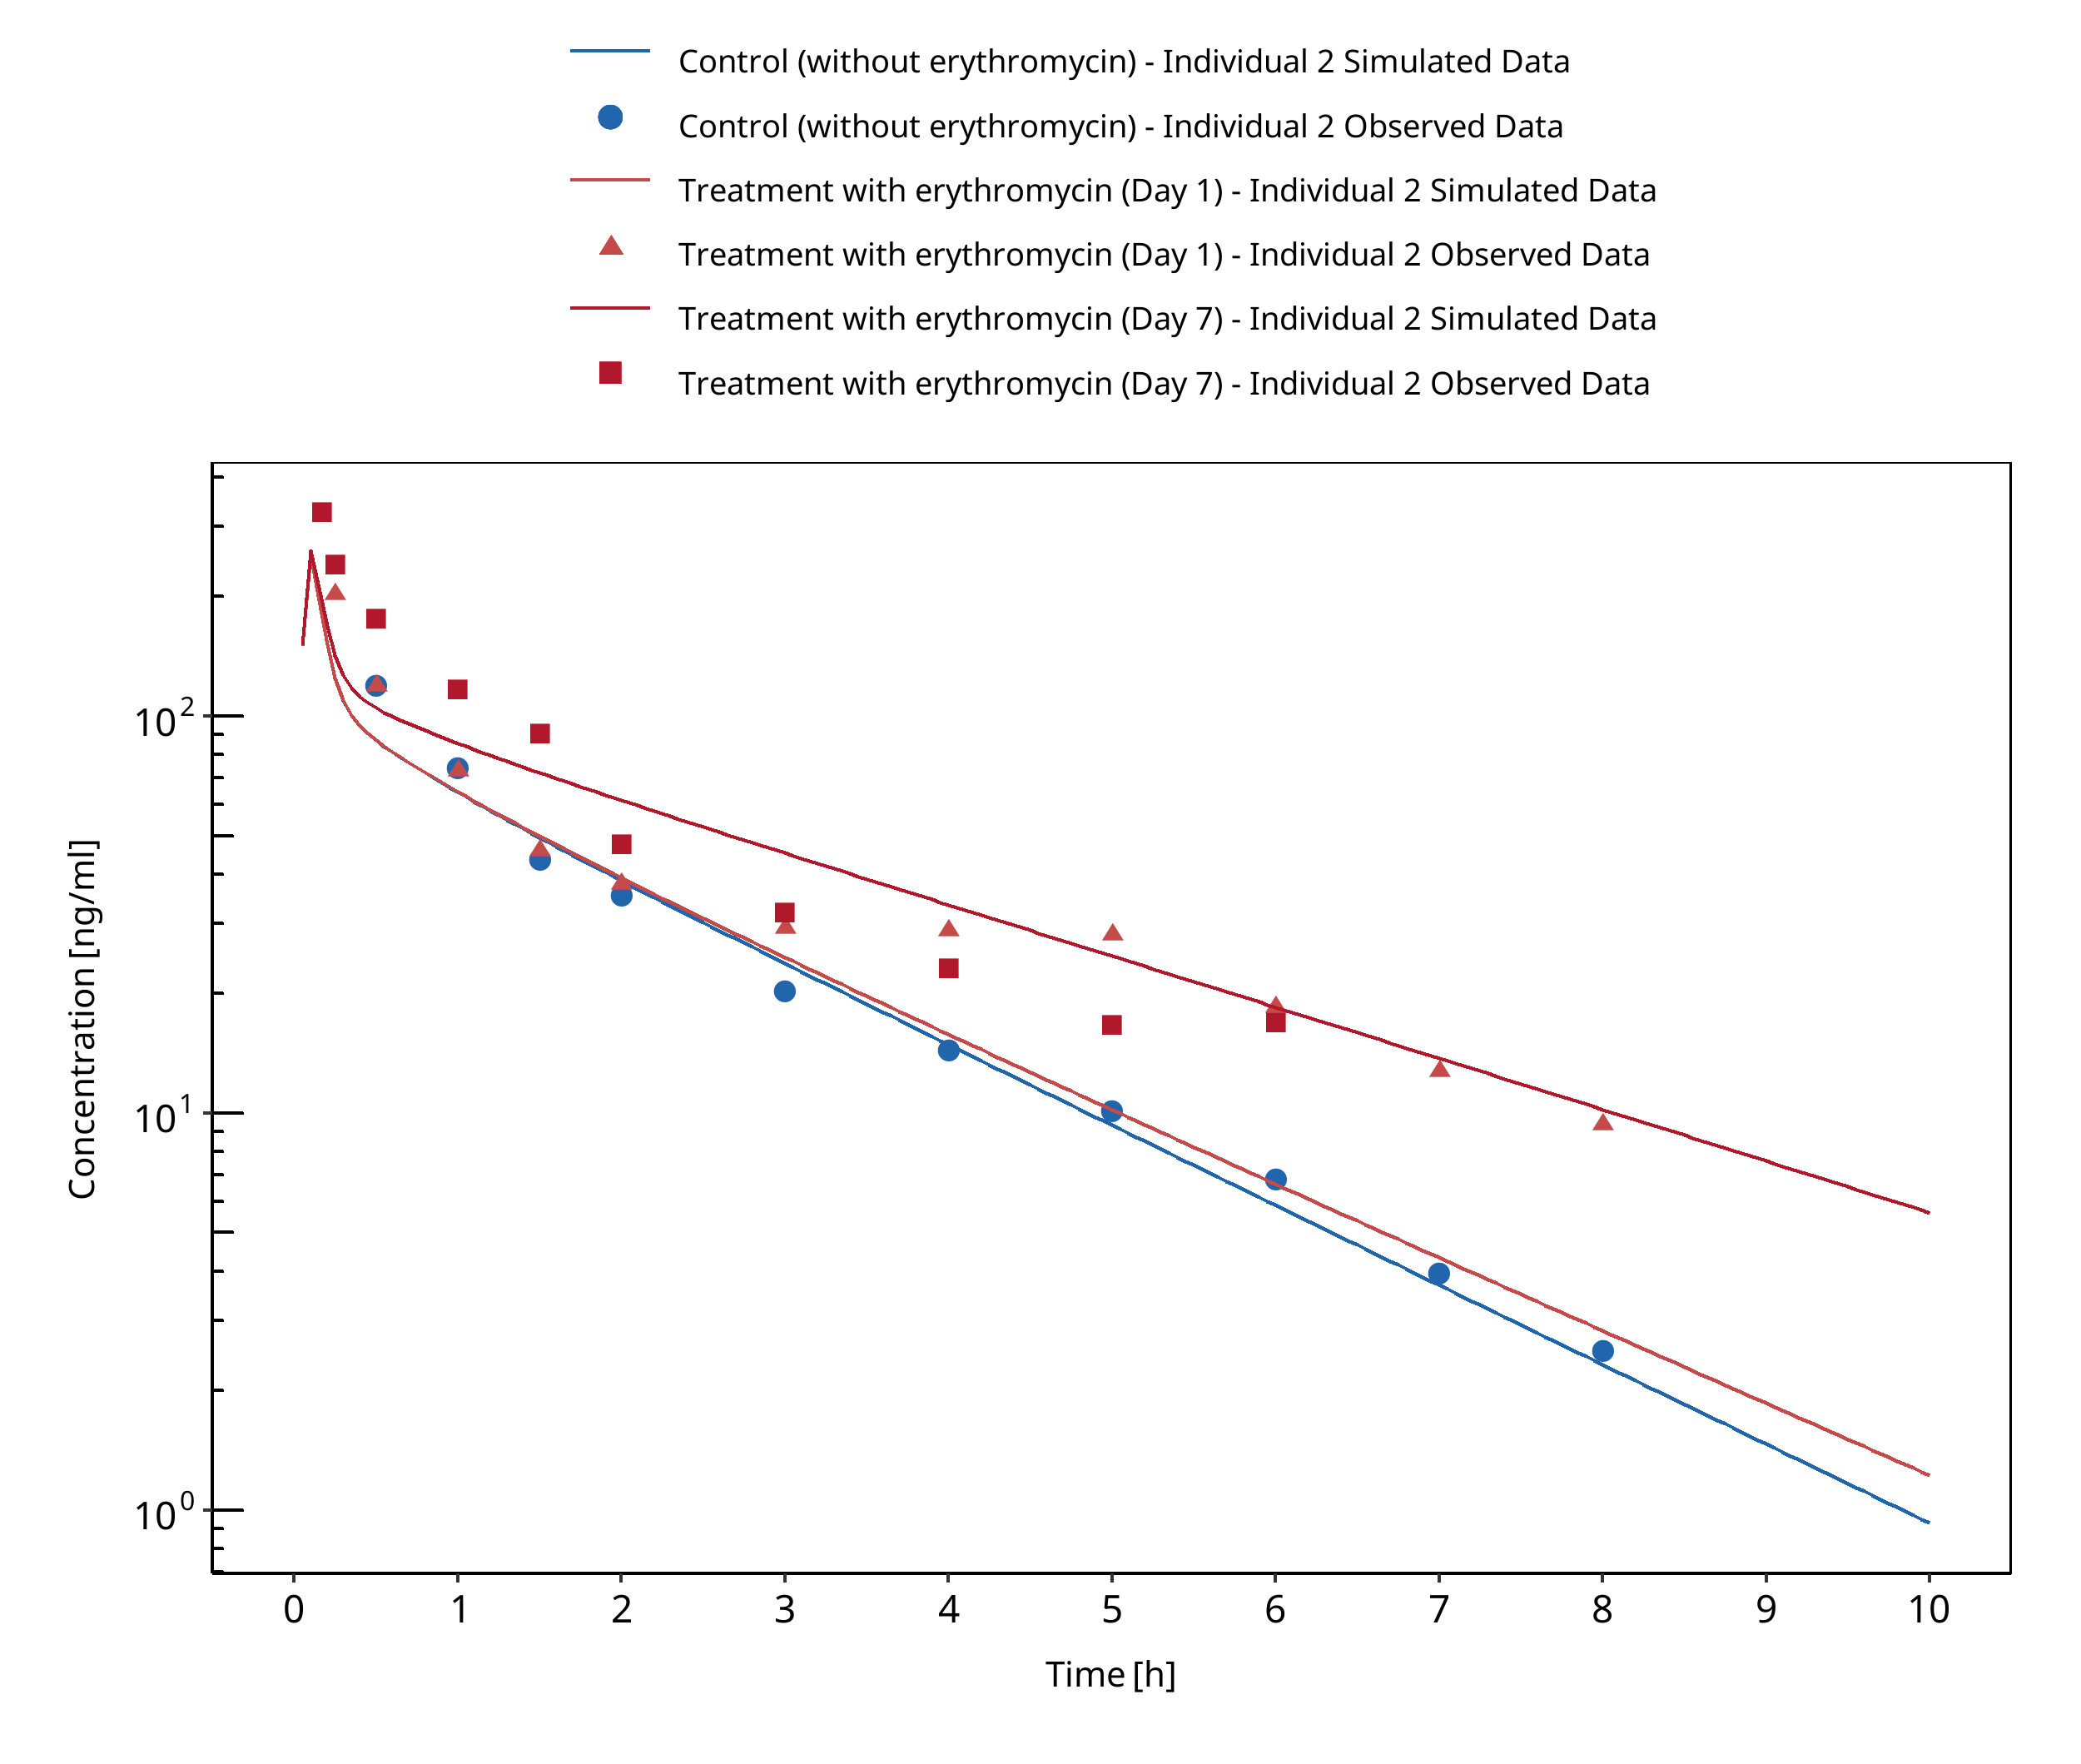 Control (without erythromycin) - Individual 2 Simulated Data
Control (without erythromycin) - Individual 2 Observed Data
Treatment with erythromycin (Day 1) - Individual 2 Simulated Data
Treatment with erythromycin (Day 1) - Individual 2 Observed Data
Treatment with erythromycin (Day 7) - Individual 2 Simulated Data
Treatment with erythromycin (Day 7) - Individual 2 Observed Data
Concentration [ng/ml]
10²
10¹
10⁰
0 1 2 3 4 5 6 7 8 9 10
Time [h]